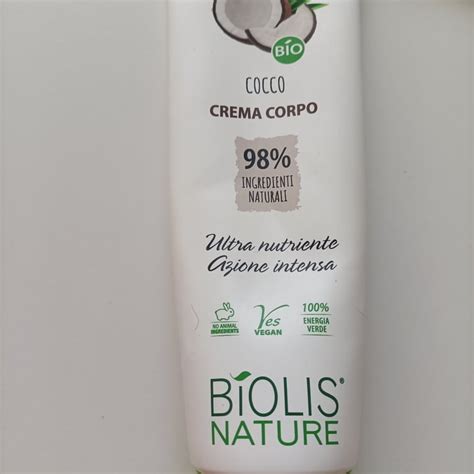 BIO
COCCO
CREMA CORPO
98%
INGREDIENTI
NATURALI
Ultra nutriente
Azione intensa
NO ANIMAL
INGREDIENTS
Yes
VEGAN
100%
ENERGIA
VERDE
BiOLIS®
NATURE